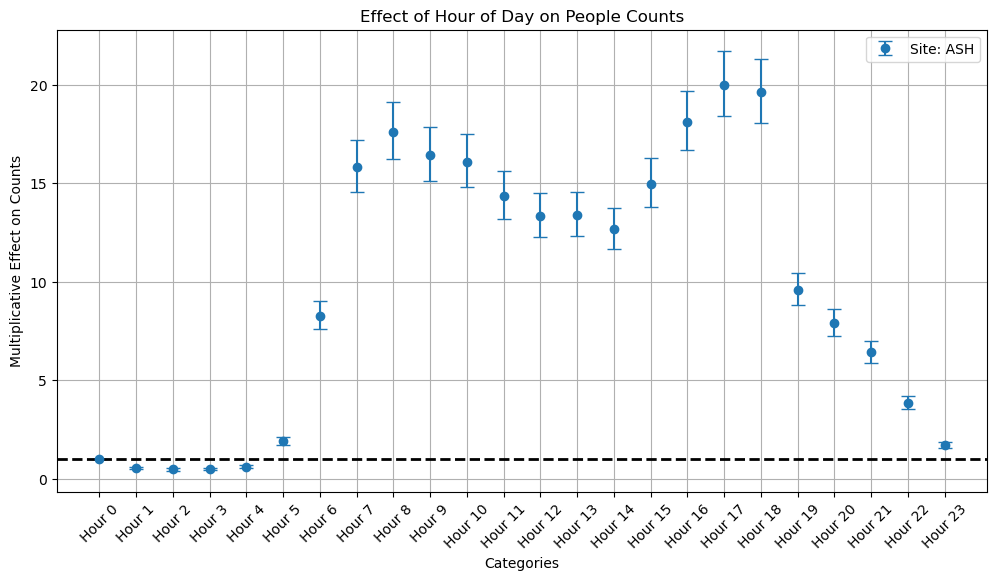 Effect of Hour of Day on People Counts
Site: ASH
Multiplicative Effect on Counts
20
15
10
5
0
Hour 0
Hour 1
Hour 2
Hour 3
Hour 4
Hour 5
Hour 6
Hour 7
Hour 8
Hour 9
Hour 10
Hour 11
Hour 12
Hour 13
Hour 14
Hour 15
Hour 16
Hour 17
Hour 18
Hour 19
Hour 20
Hour 21
Hour 22
Hour 23
Categories